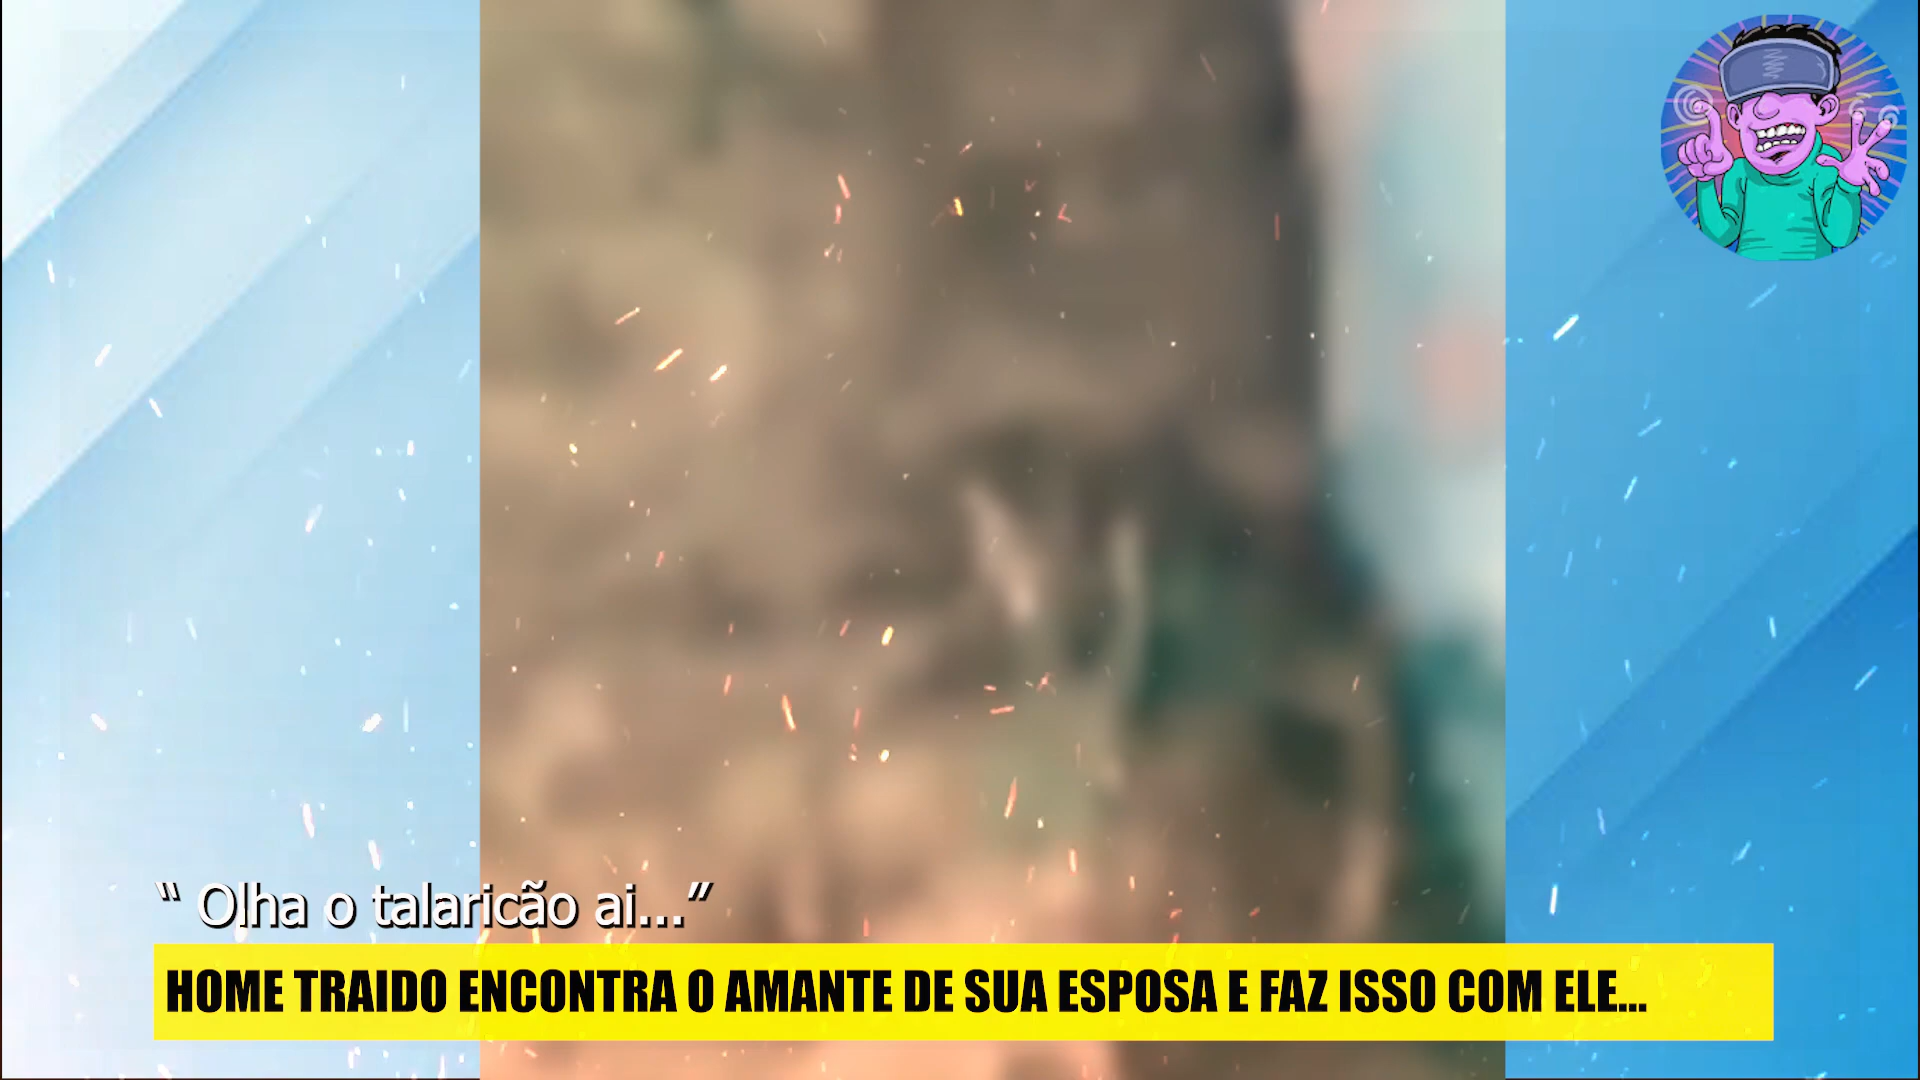 “ Olha o talaricão ai...”
HOME TRAIDO ENCONTRA O AMANTE DE SUA ESPOSA E FAZ ISSO COM ELE...